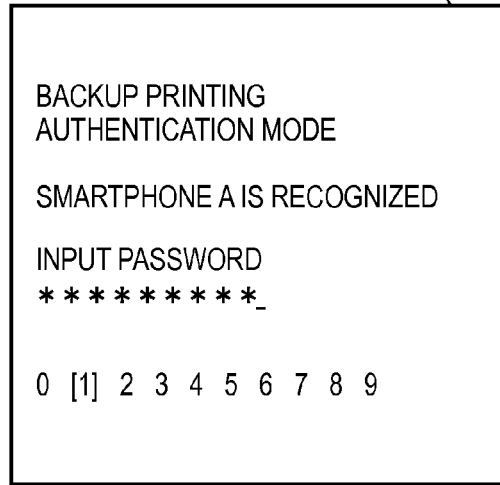 BACKUP PRINTING
AUTHENTICATION MODE
SMARTPHONE A IS RECOGNIZED
INPUT PASSWORD
* * * * * * * * *_
0 [1] 2 3 4 5 6 7 8 9